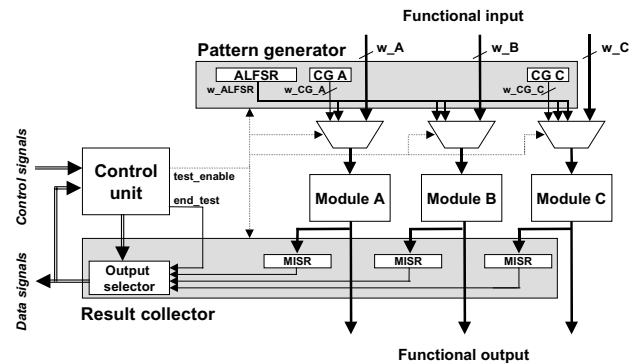 Functional input
w_A
w_B
w_C
Pattern generator
ALFSR
CG A
CG C
w_ALFSR
w_CG_A
w_CG_C
Control signals
Control
unit
test_enable
end_test
Module A
Module B
Module C
Data signals
Output
selector
MISR
MISR
MISR
Result collector
Functional output